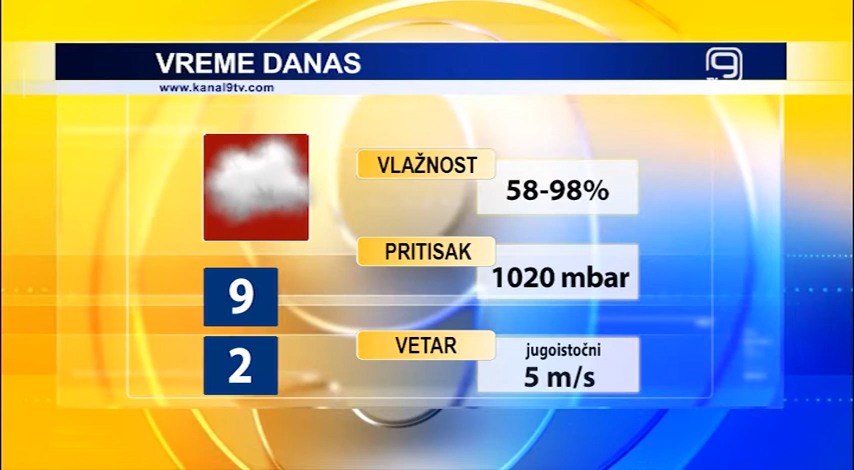 VREME DANAS
9
www.kanal9tv.com
VLAŽNOST
58-98%
PRITISAK
1020 mbar
9
VETAR
jugoistočni
2
5 m/s